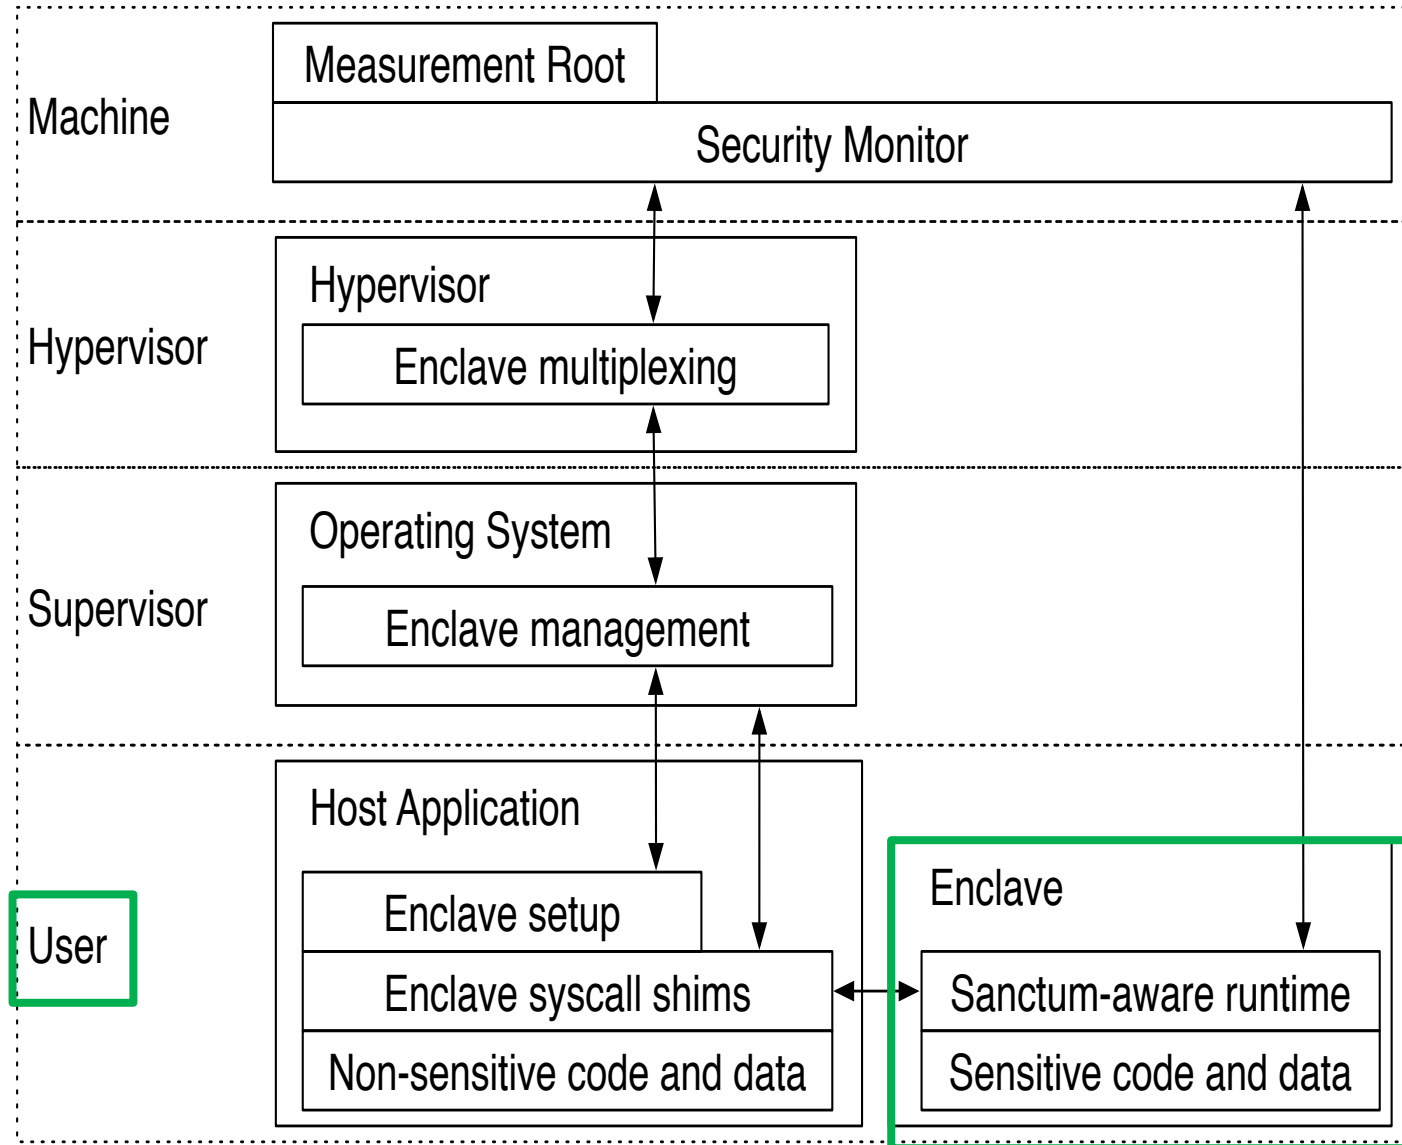 Measurement Root
Machine
Security Monitor
Hypervisor
Hypervisor
Enclave multiplexing
Operating System
Supervisor
Enclave management
Host Application
Enclave
Enclave setup
User
Enclave syscall shims
Sanctum-aware runtime
Non-sensitive code and data
Sensitive code and data